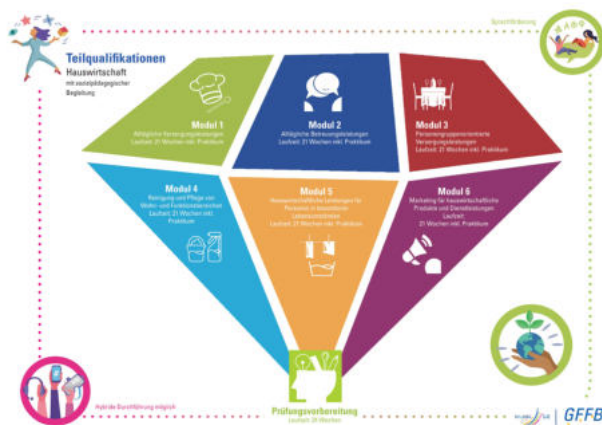 Sprachförderung
Teilqualifikationen
Hauswirtschaft
mit sozialpädagogischer
Begleitung
Modul 1
Alltägliche Versorgungsleistungen
Laufzeit: 21 Wochen inkl. Praktikum
Modul 2
Alltägliche Betreuungsleistungen
Laufzeit: 21 Wochen inkl. Praktikum
Modul 3
Personengruppenorientierte
Versorgungsleistungen
Laufzeit: 21 Wochen inkl. Praktikum
Modul 4
Reinigung und Pflege von
Wohn- und Funktionsbereichen
Laufzeit: 21 Wochen inkl.
Praktikum
Modul 5
Hauswirtschaftliche Leistungen für
Personen in besonderen
Lebensumständen
Laufzeit: 21 Wochen inkl. Praktikum
Modul 6
Marketing für hauswirtschaftliche
Produkte und Dienstleistungen
Laufzeit:
21 Wochen inkl. Praktikum
Prüfungsvorbereitung
Laufzeit: 21 Wochen
Hybride Durchführung möglich
GFFB